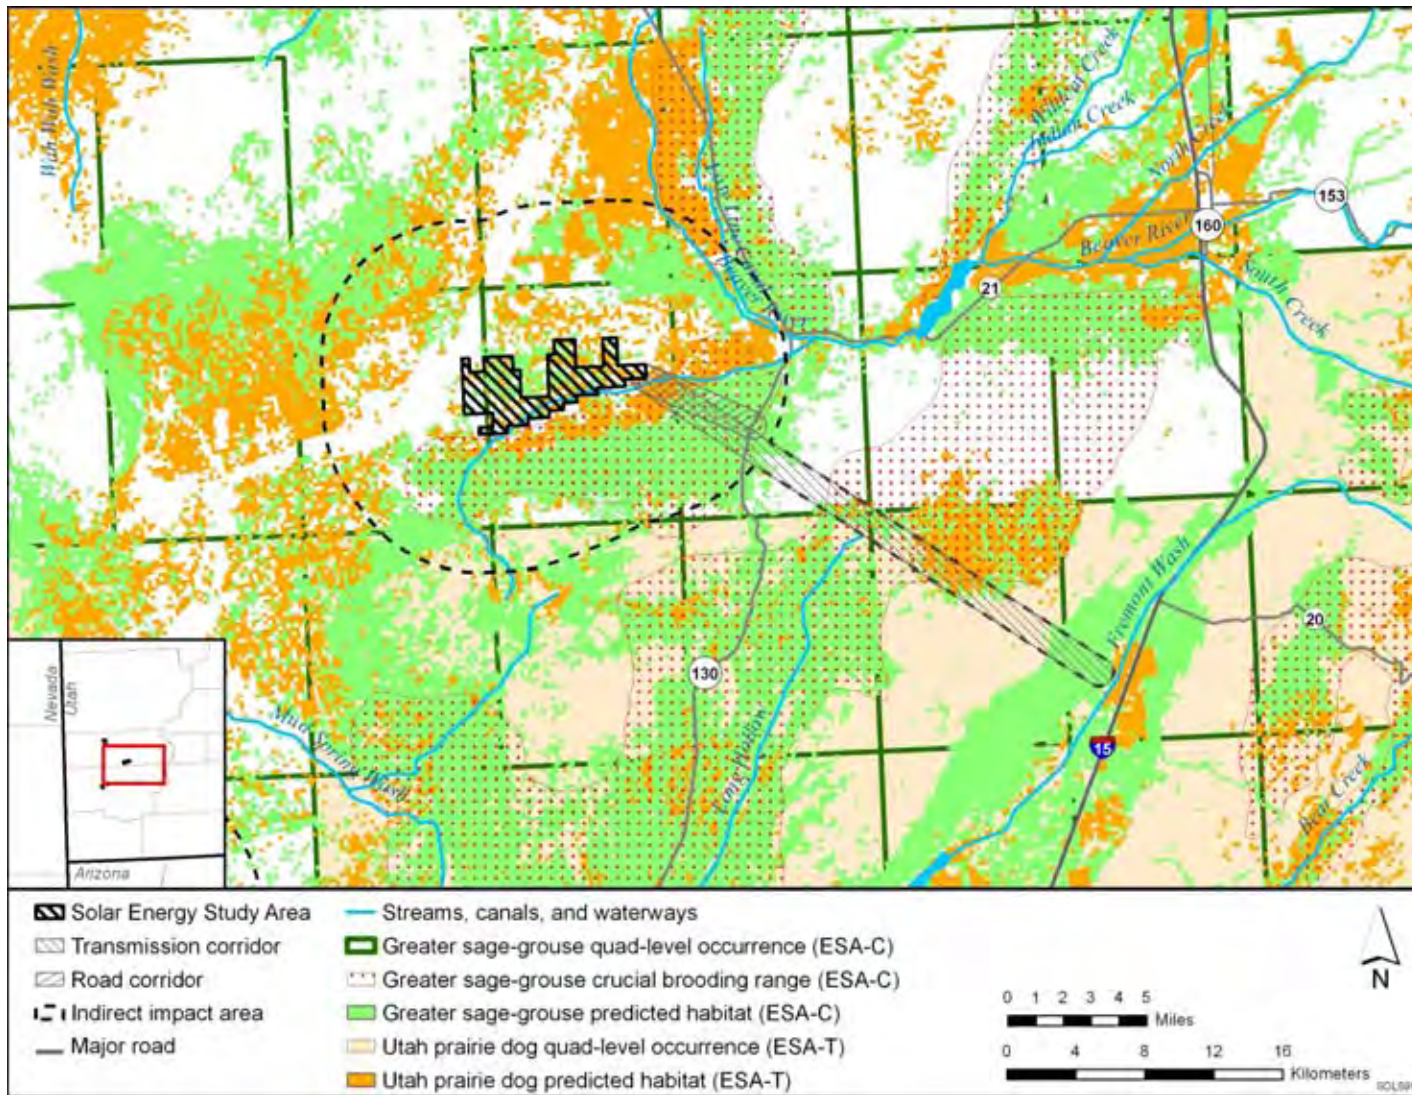 Wah Wah Wash
Wildcat Creek
Indian Creek
North Creek
153
160
Beaver River
South Creek
21
Beaver River
Fremont Wash
20
130
Long Hollow
15
Bear Creek
Mud Spring Wash
Nevada
Utah
Arizona
Solar Energy Study Area
Transmission corridor
Road corridor
Indirect impact area
Major road
Streams, canals, and waterways
Greater sage-grouse quad-level occurrence (ESA-C)
Greater sage-grouse crucial brooding range (ESA-C)
Greater sage-grouse predicted habitat (ESA-C)
Utah prairie dog quad-level occurrence (ESA-T)
Utah prairie dog predicted habitat (ESA-T)
0 1 2 3 4 5
Miles
0 4 8 12 16
Kilometers
N